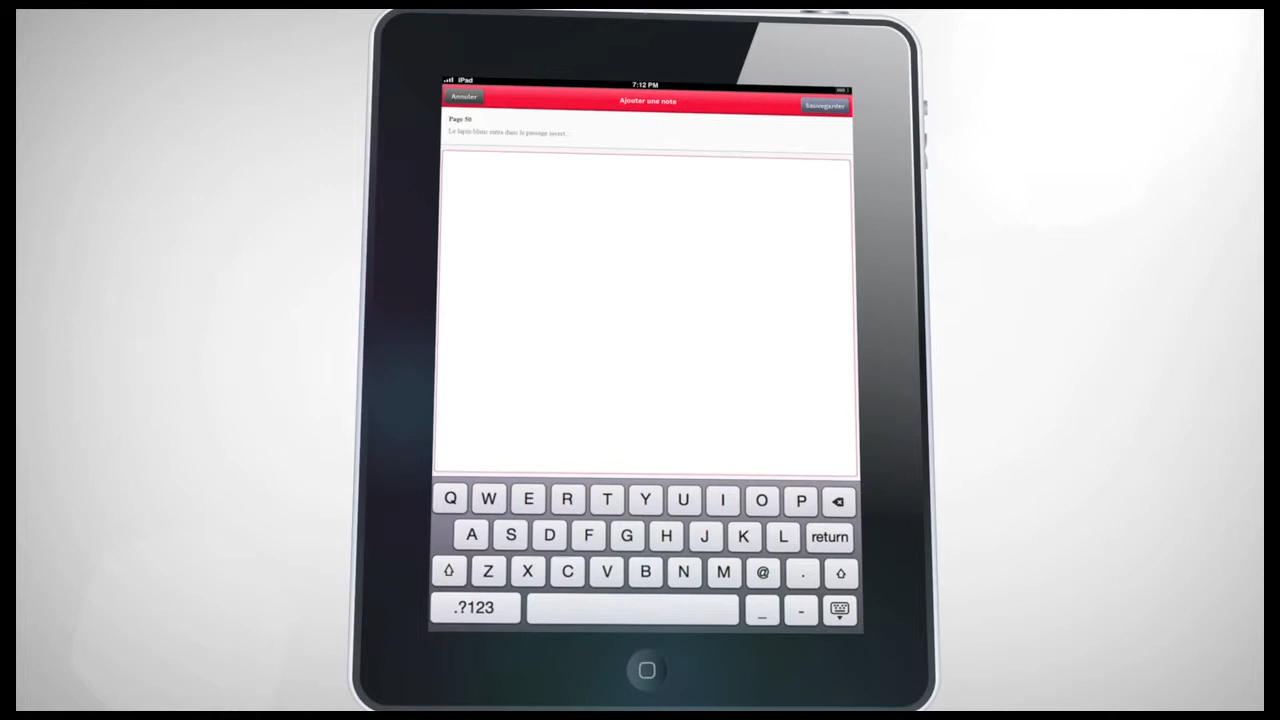 iPad
7:12 PM
Annuler
Ajouter une note
Sauveganter
Page 50
Le lapin blanc entra dans le passage secret...
Q W E R T Y U I O P
A S D F G H J K L return
Z X C V B N M @ .
.?123 _ -